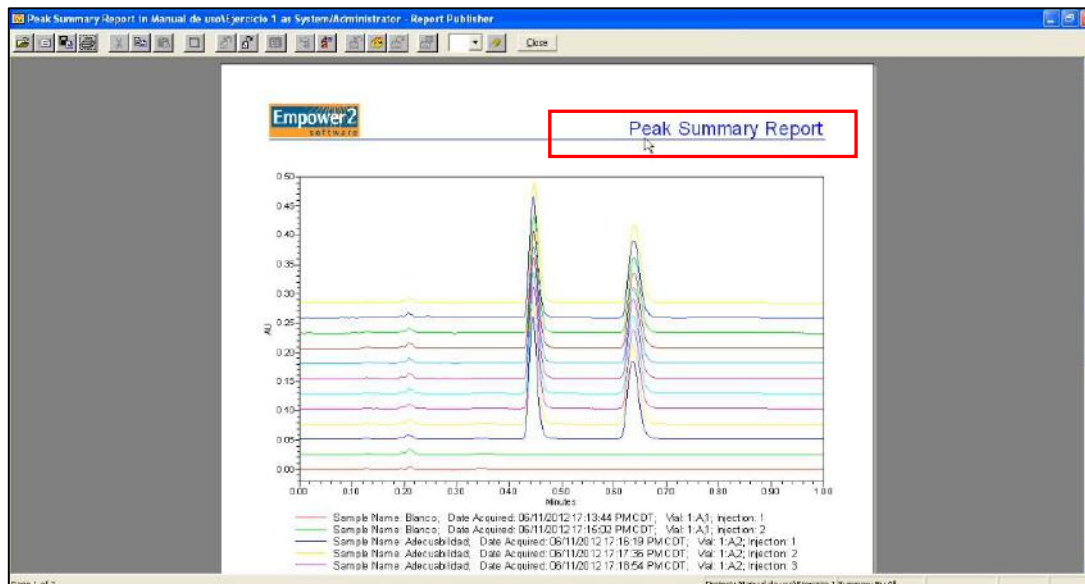 Peak Summary Report in Manual de uso\Ejercicio 1 as System/Administrator - Report Publisher
Close
Empower2
software
Peak Summary Report
0.50
0.45
0.40
0.35
0.30
0.25
0.20
0.15
0.10
0.05
0.00
AU
0.00 0.10 0.20 0.30 0.40 0.50 0.60 0.70 0.80 0.90 1.00
Minutes
Sample Name: Blanco; Date Acquired: 06/11/2012 17:13:44 PM CDT; Vial: 1:A,1; Injection: 1
Sample Name: Blanco; Date Acquired: 06/11/2012 17:15:02 PM CDT; Vial: 1:A,1; Injection: 2
Sample Name: Adecuabilidad; Date Acquired: 06/11/2012 17:16:19 PM CDT; Vial: 1:A,2; Injection: 1
Sample Name: Adecuabilidad; Date Acquired: 06/11/2012 17:17:36 PM CDT; Vial: 1:A,2; Injection: 2
Sample Name: Adecuabilidad; Date Acquired: 06/11/2012 17:18:54 PM CDT; Vial: 1:A,2; Injection: 3